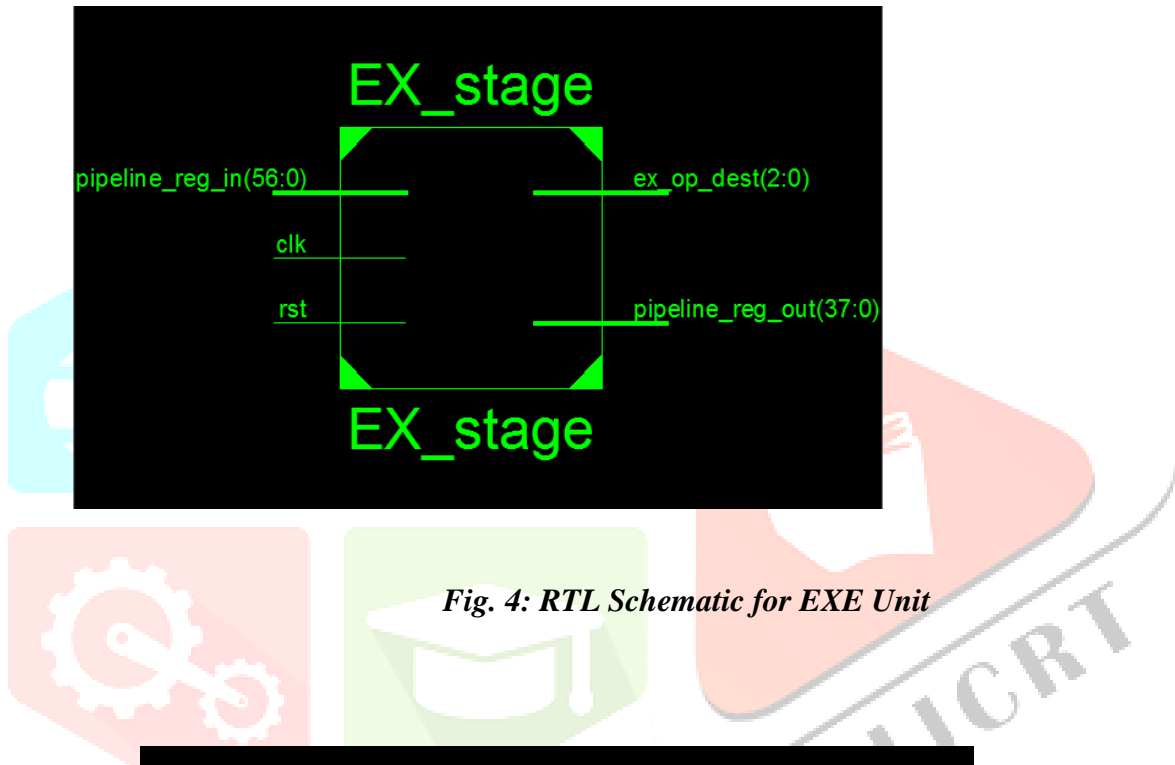 EX_stage
pipeline_reg_in(56:0)
ex_op_dest(2:0)
clk
rst
pipeline_reg_out(37:0)
EX_stage
Fig. 4: RTL Schematic for EXE Unit
IJCRT